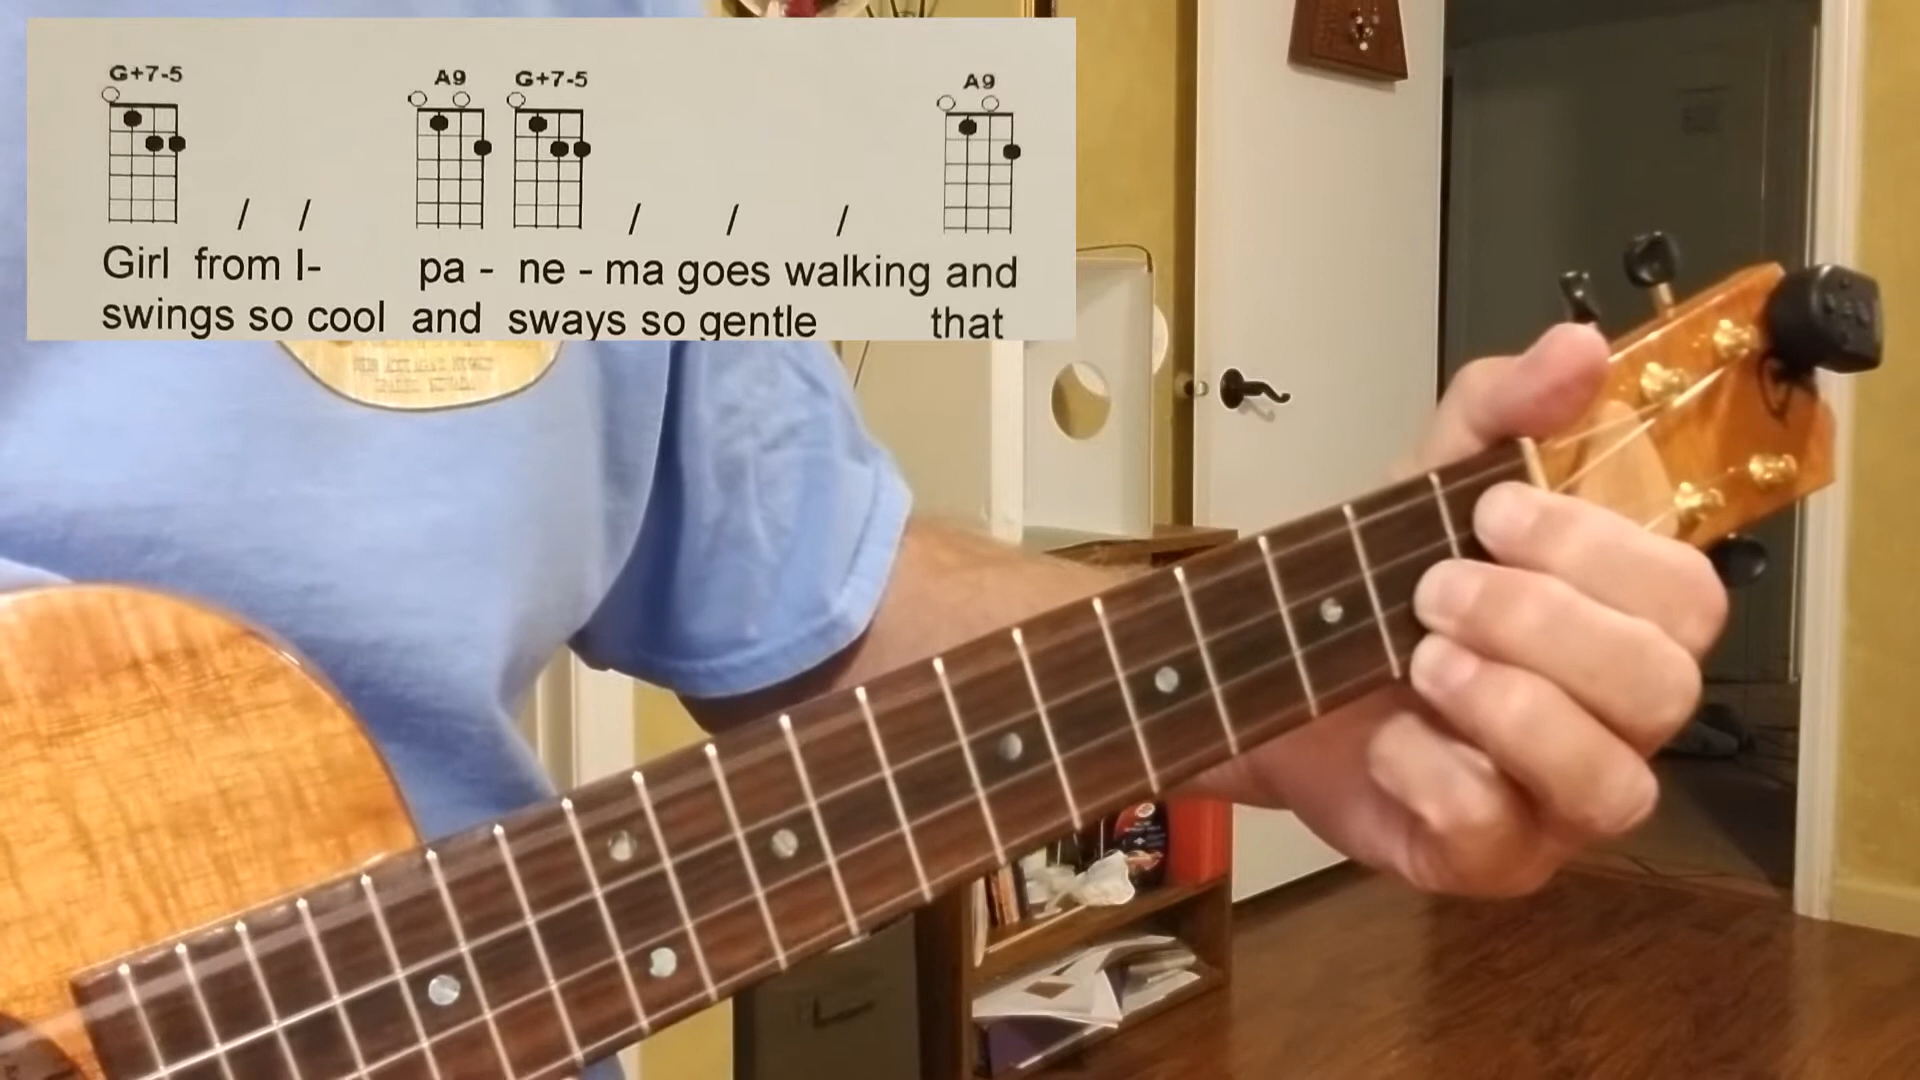 G+7-5 A9 G+7-5 A9
/ / / / /
Girl from I- pa - ne - ma goes walking and
swings so cool and sways so gentle that